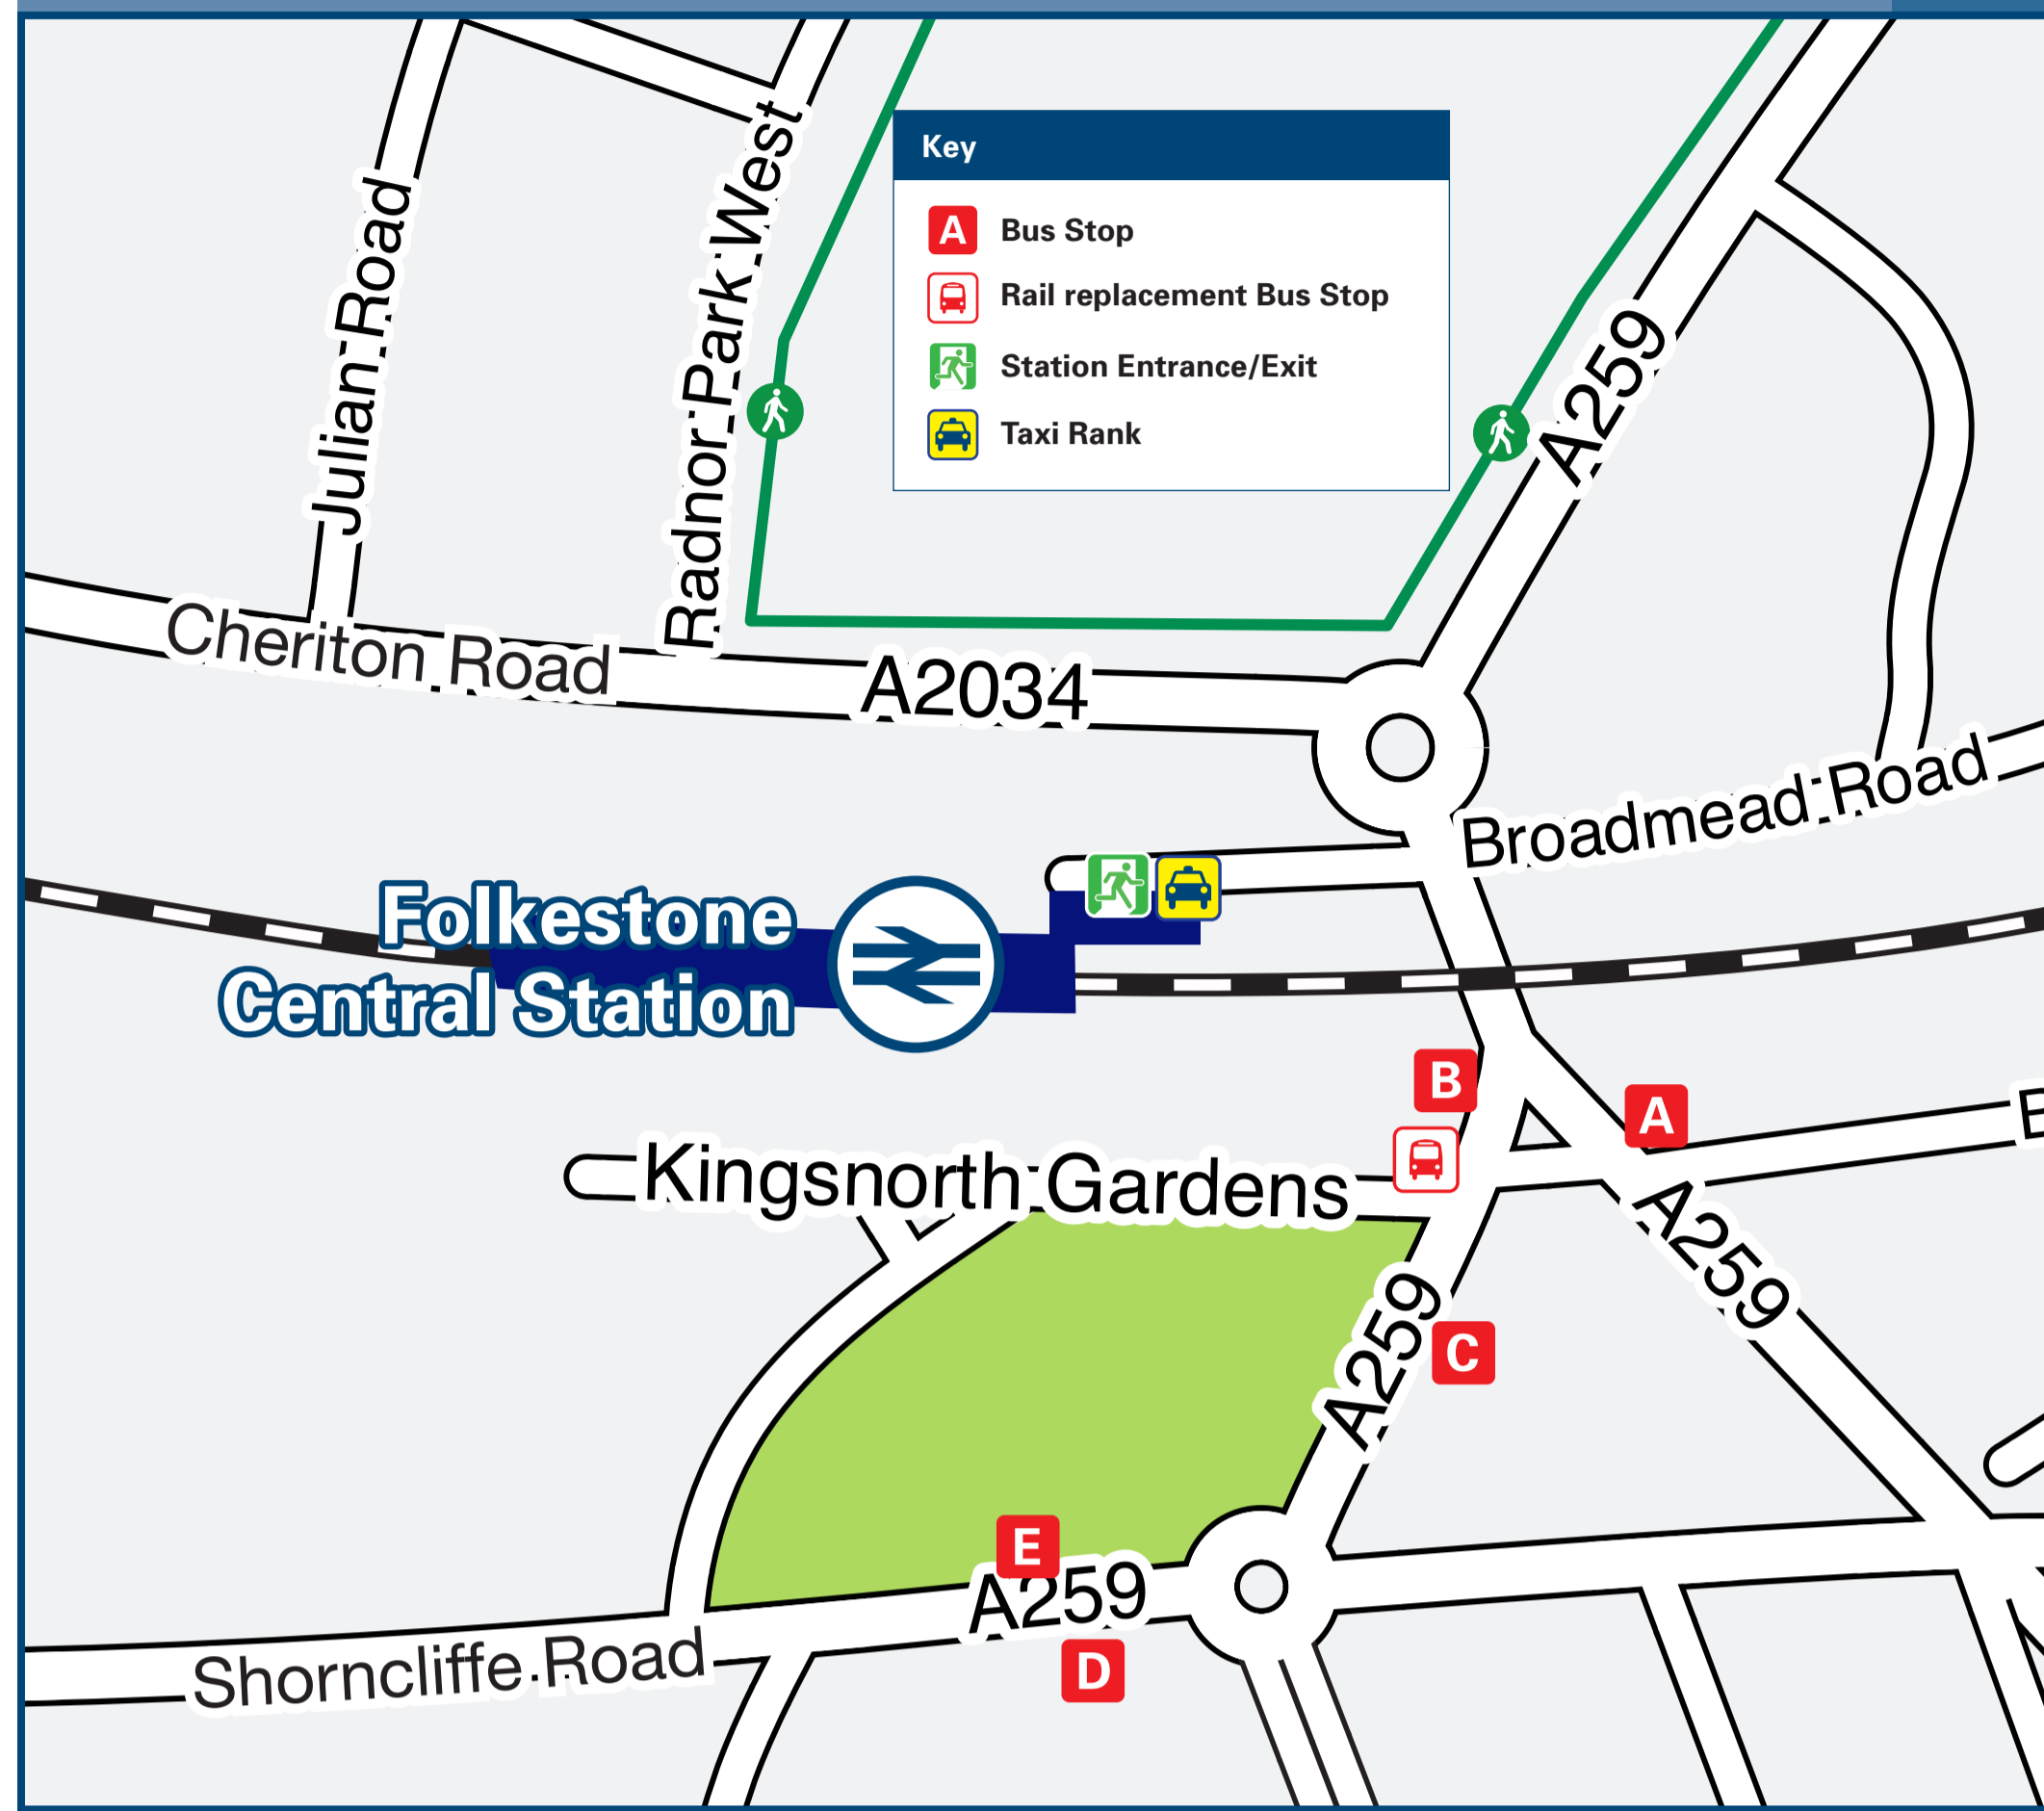 Key
A Bus Stop
Rail replacement Bus Stop
Station Entrance/Exit
Taxi Rank
Julian Road
Radnor Park West
A259
Cheriton Road
A2034
Broadmead Road
Folkestone
Central Station
B
A
Kingsnorth Gardens
A259
A259
C
E
A259
Shorncliffe Road
D